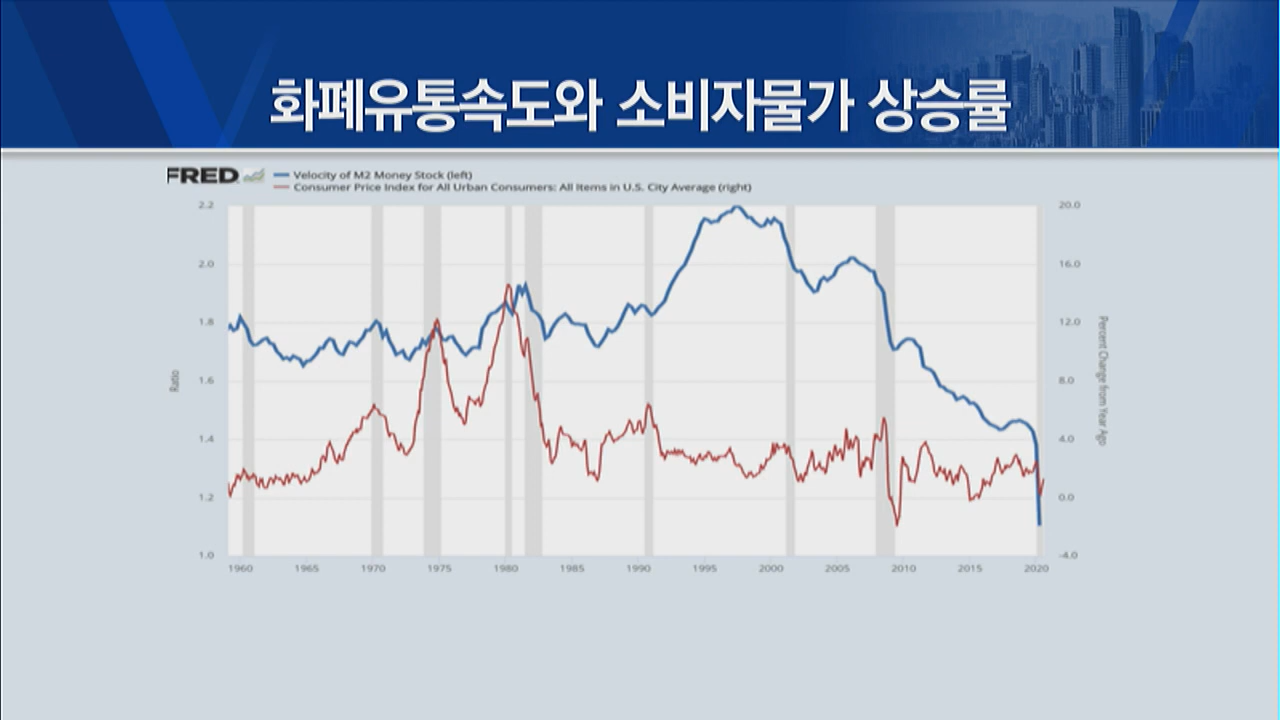 화폐유통속도와 소비자물가 상승률
FRED
Velocity of M2 Money Stock (left)
Consumer Price Index for All Urban Consumers: All Items in U.S. City Average (right)
2.2 20.0
2.0 16.0
1.8 12.0
1.6 8.0
1.4 4.0
1.2 0.0
1.0 -4.0
Ratio
Percent Change from Year Ago
1960 1965 1970 1975 1980 1985 1990 1995 2000 2005 2010 2015 2020